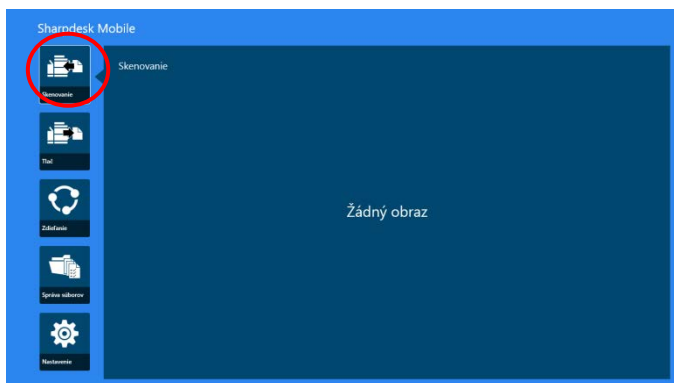 Sharpdesk Mobile
Skenovanie
Skenovanie
Tlač
Zdieľanie
Správa súborov
Nastavenie
Žádný obraz